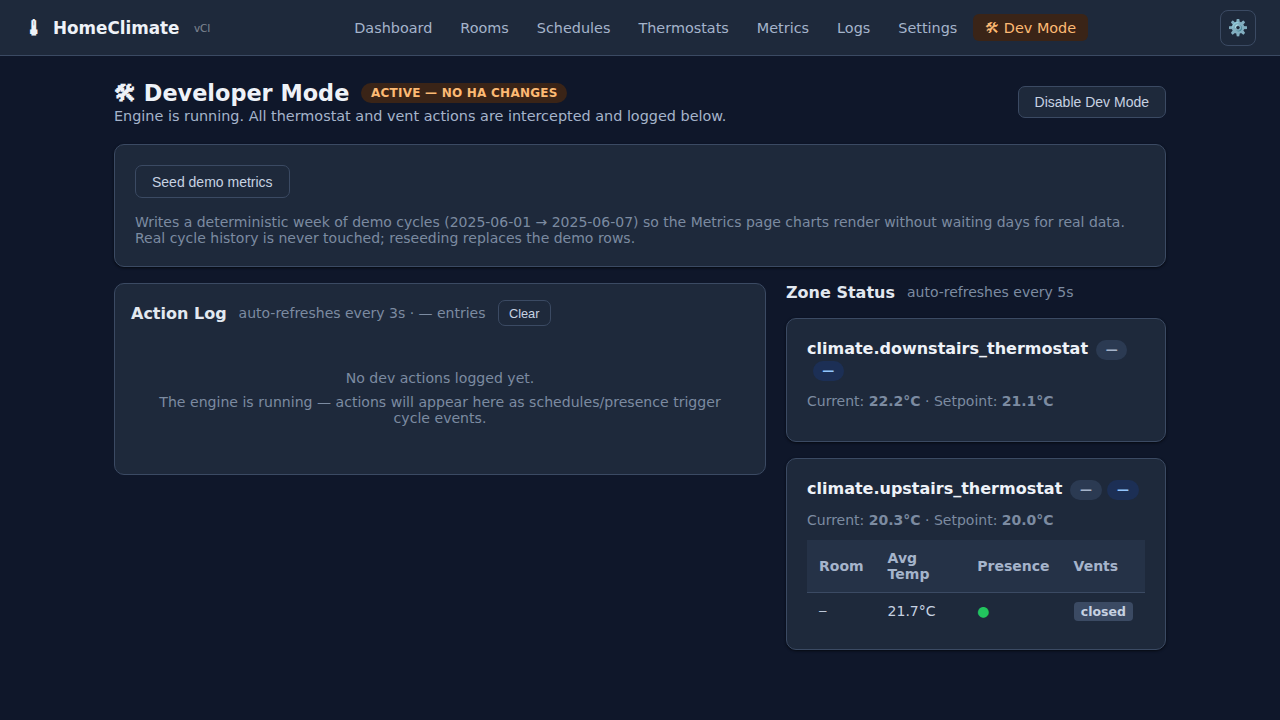 HomeClimate vCI Dashboard Rooms Schedules Thermostats Metrics Logs Settings 🛠 Dev Mode
🛠 Developer Mode ACTIVE — NO HA CHANGES
Engine is running. All thermostat and vent actions are intercepted and logged below.
Disable Dev Mode
Seed demo metrics
Writes a deterministic week of demo cycles (2025-06-01 → 2025-06-07) so the Metrics page charts render without waiting days for real data.
Real cycle history is never touched; reseeding replaces the demo rows.
Action Log auto-refreshes every 3s · — entries Clear
No dev actions logged yet.
The engine is running — actions will appear here as schedules/presence trigger
cycle events.
Zone Status auto-refreshes every 5s
climate.downstairs_thermostat —
—
Current: 22.2°C · Setpoint: 21.1°C
climate.upstairs_thermostat — —
Current: 20.3°C · Setpoint: 20.0°C
Room Avg Temp Presence Vents
— 21.7°C closed